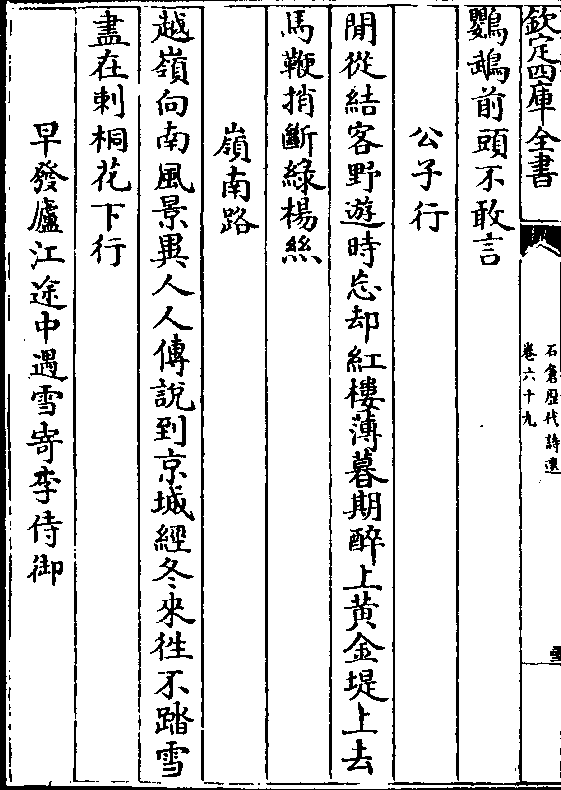 欽定四庫全書
石倉歴代詩選
卷六十九
鸚鵡前頭不敢言
公子行
閒從結客野遊時忘却紅樓薄暮期醉上黄金堤上去
馬鞭捎斷綠楊絲
嶺南路
越嶺向南風景異人人傳說到京城經冬來徃不踏雪
盡在刺桐花下行
早發廬江途中遇雪寄李侍御